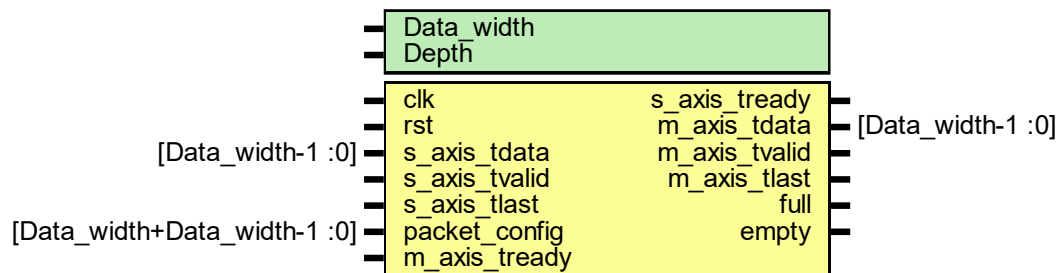 Data_width
Depth
clk s_axis_tready
rst m_axis_tdata [Data_width-1 :0]
[Data_width-1 :0] s_axis_tdata m_axis_tvalid
s_axis_tvalid m_axis_tlast
s_axis_tlast full
[Data_width+Data_width-1 :0] packet_config empty
m_axis_tready